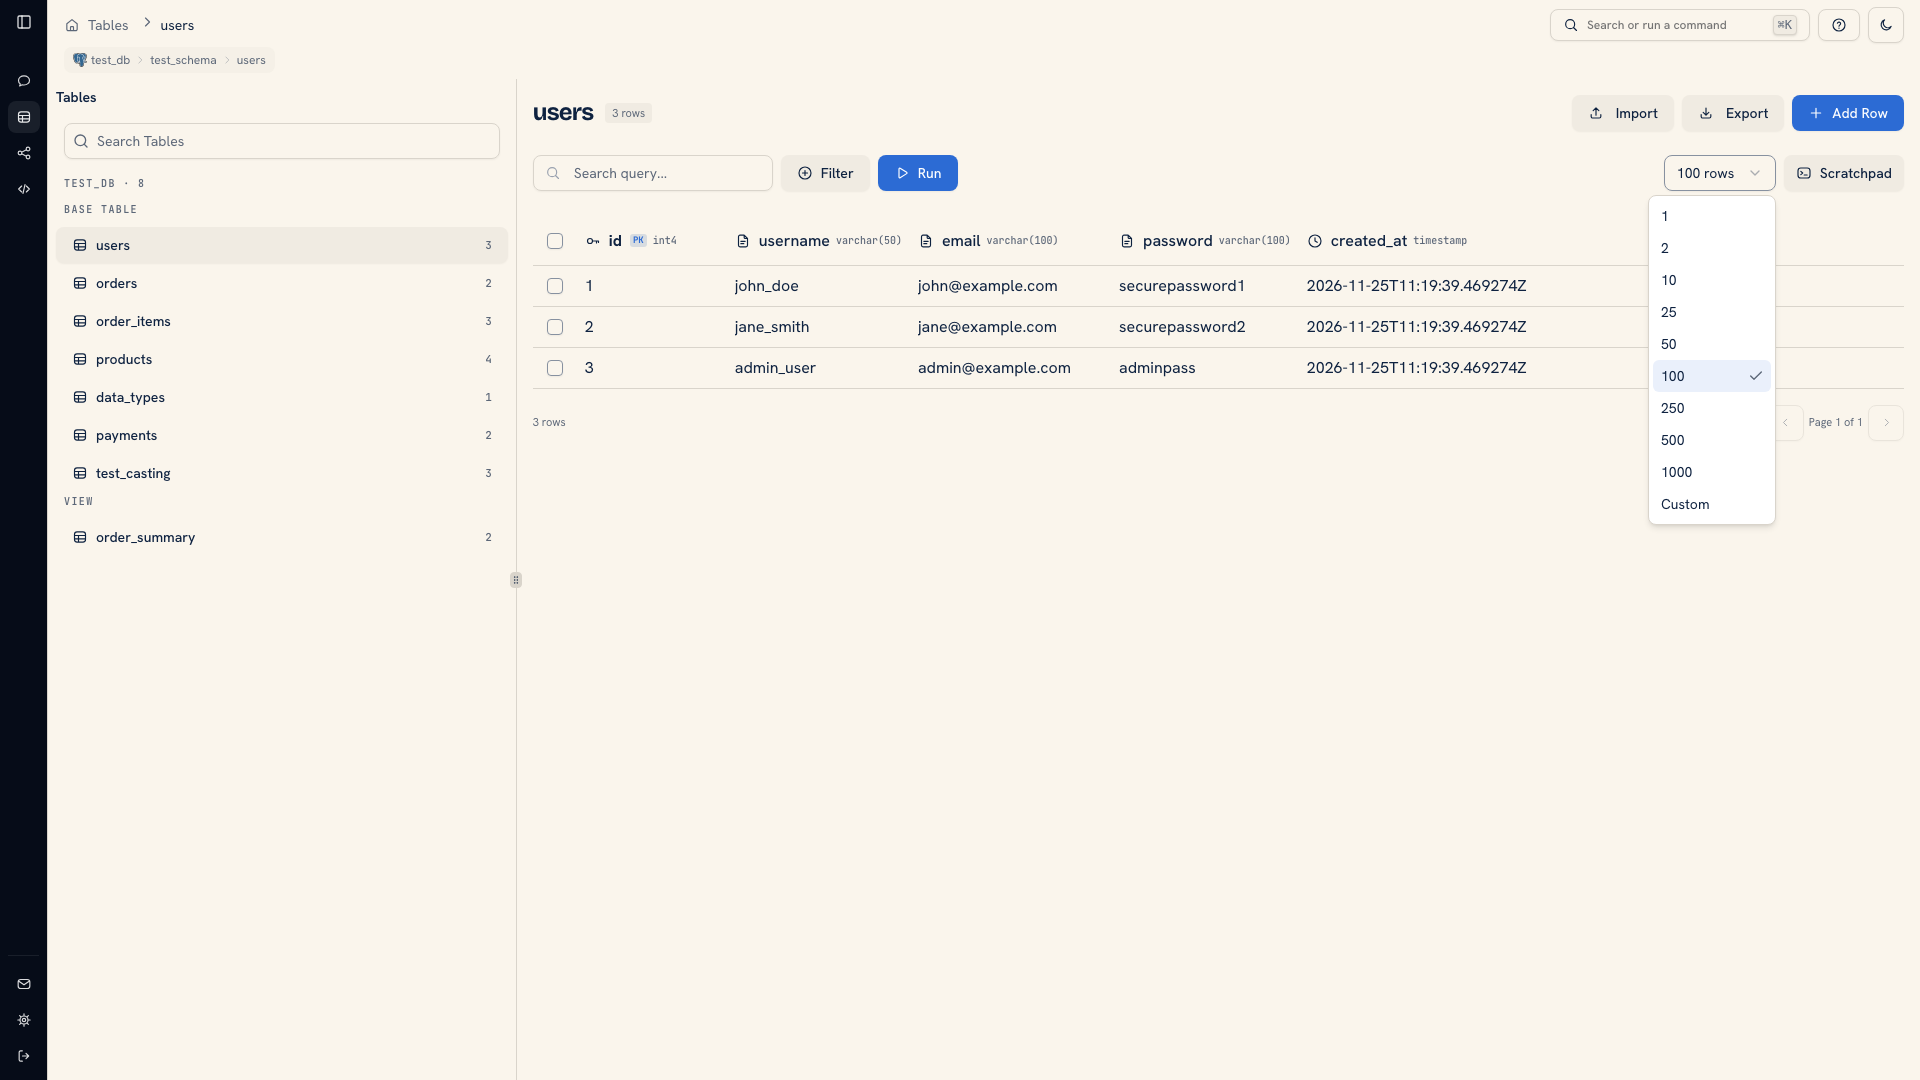 Tables > users
Search or run a command ⌘K
test_db > test_schema > users
Tables
Search Tables
TEST_DB · 8
BASE TABLE
users 3
orders 2
order_items 3
products 4
data_types 1
payments 2
test_casting 3
VIEW
order_summary 2
users 3 rows
Import
Export
Add Row
Search query...
Filter
Run
100 rows
Scratchpad
id PK int4 username varchar(50) email varchar(100) password varchar(100) created_at timestamp
1 john_doe john@example.com securepassword1 2026-11-25T11:19:39.469274Z
2 jane_smith jane@example.com securepassword2 2026-11-25T11:19:39.469274Z
3 admin_user admin@example.com adminpass 2026-11-25T11:19:39.469274Z
3 rows
Page 1 of 1
1
2
10
25
50
100
250
500
1000
Custom